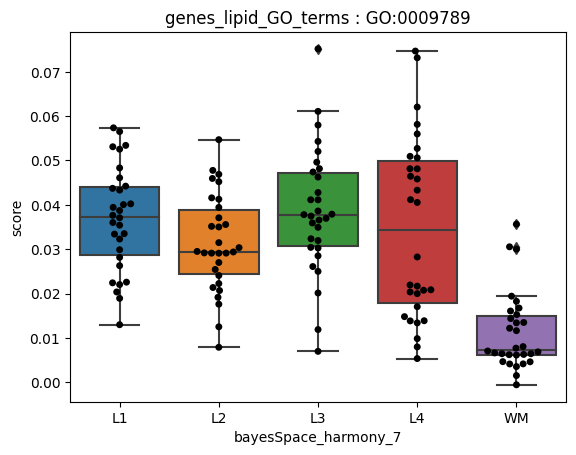 genes_lipid_GO_terms : GO:0009789
score
0.07
0.06
0.05
0.04
0.03
0.02
0.01
0.00
L1 L2 L3 L4 WM
bayesSpace_harmony_7